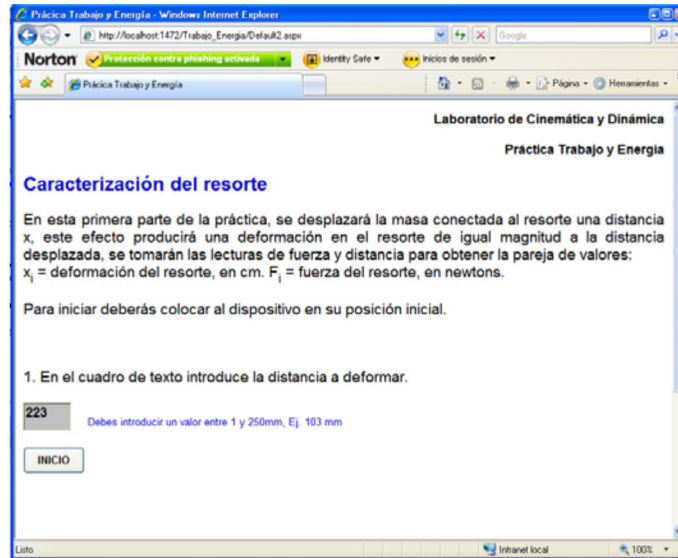 Prácica Trabajo y Energía - Windows Internet Explorer
http://localhost:1472/Trabajo_Energia/Default2.aspx
Google
Norton
Protección contra phishing activada
Identity Safe
Inicios de sesión
Prácica Trabajo y Energía
Página
Herramientas
Laboratorio de Cinemática y Dinámica
Práctica Trabajo y Energia
Caracterización del resorte
En esta primera parte de la práctica, se desplazará la masa conectada al resorte una distancia
x, este efecto producirá una deformación en el resorte de igual magnitud a la distancia
desplazada, se tomarán las lecturas de fuerza y distancia para obtener la pareja de valores:
xi = deformación del resorte, en cm. Fi = fuerza del resorte, en newtons.
Para iniciar deberás colocar al dispositivo en su posición inicial.
1. En el cuadro de texto introduce la distancia a deformar.
223
Debes introducir un valor entre 1 y 250mm, Ej. 103 mm
INICIO
Listo
Intranet local
100%